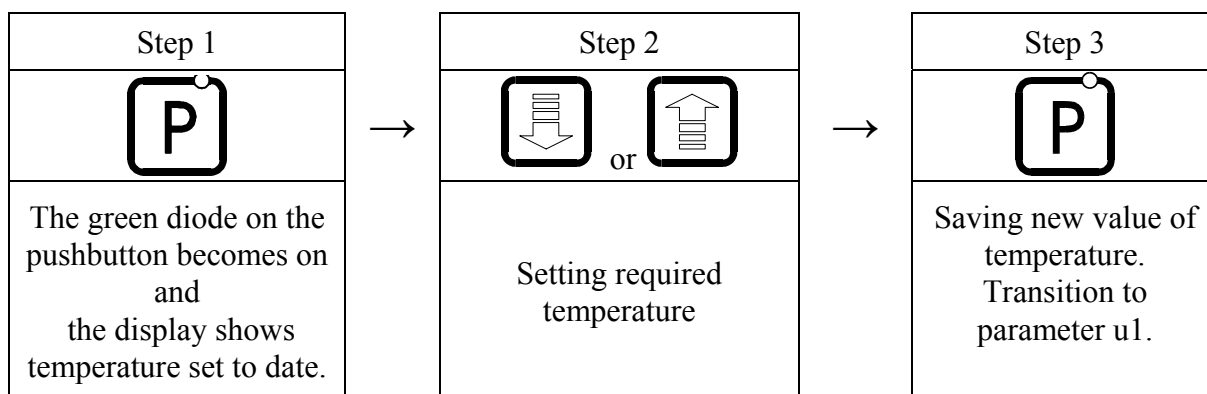 Step 1
P
The green diode on the
pushbutton becomes on
and
the display shows
temperature set to date.
→
Step 2
or
Setting required
temperature
→
Step 3
P
Saving new value of
temperature.
Transition to
parameter u1.